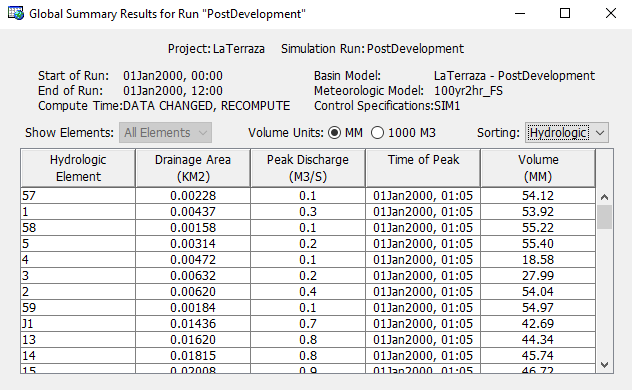 Global Summary Results for Run "PostDevelopment"
Project: LaTerraza Simulation Run: PostDevelopment
Start of Run: 01Jan2000, 00:00 Basin Model: LaTerraza - PostDevelopment
End of Run: 01Jan2000, 12:00 Meteorologic Model: 100yr2hr_FS
Compute Time:DATA CHANGED, RECOMPUTE Control Specifications:SIM1
Show Elements: All Elements Volume Units: MM 1000 M3 Sorting: Hydrologic
Hydrologic Drainage Area Peak Discharge Time of Peak Volume
Element (KM2) (M3/S) (MM)
57 0.00228 0.1 01Jan2000, 01:05 54.12
1 0.00437 0.3 01Jan2000, 01:05 53.92
58 0.00158 0.1 01Jan2000, 01:05 55.22
5 0.00314 0.2 01Jan2000, 01:05 55.40
4 0.00472 0.1 01Jan2000, 01:05 18.58
3 0.00632 0.2 01Jan2000, 01:05 27.99
2 0.00620 0.4 01Jan2000, 01:05 54.04
59 0.00184 0.1 01Jan2000, 01:05 54.97
J1 0.01436 0.7 01Jan2000, 01:05 42.69
13 0.01620 0.8 01Jan2000, 01:05 44.34
14 0.01815 0.8 01Jan2000, 01:05 45.74
15 0.02008 0.9 01Jan2000, 01:05 46.72